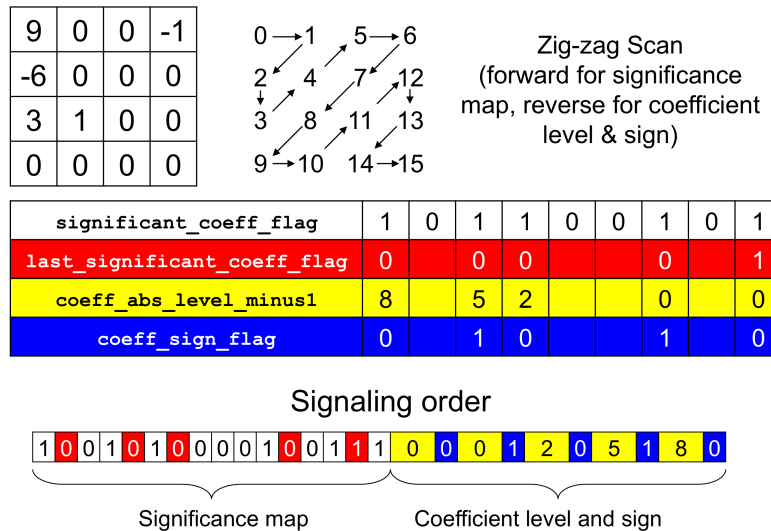 9 0 0 -1
-6 0 0 0
3 1 0 0
0 0 0 0
0 1 5 6
2 4 7 12
3 8 11 13
9 10 14 15
Zig-zag Scan
(forward for significance
map, reverse for coefficient
level & sign)
significant_coeff_flag 1 0 1 1 0 0 1 0 1
last_significant_coeff_flag 0 0 0 0 1
coeff_abs_level_minus1 8 5 2 0 0
coeff_sign_flag 0 1 0 1 0
Signaling order
1 0 0 1 0 1 0 0 0 0 1 0 0 1 1 1 0 0 0 1 2 0 5 1 8 0
Significance map Coefficient level and sign